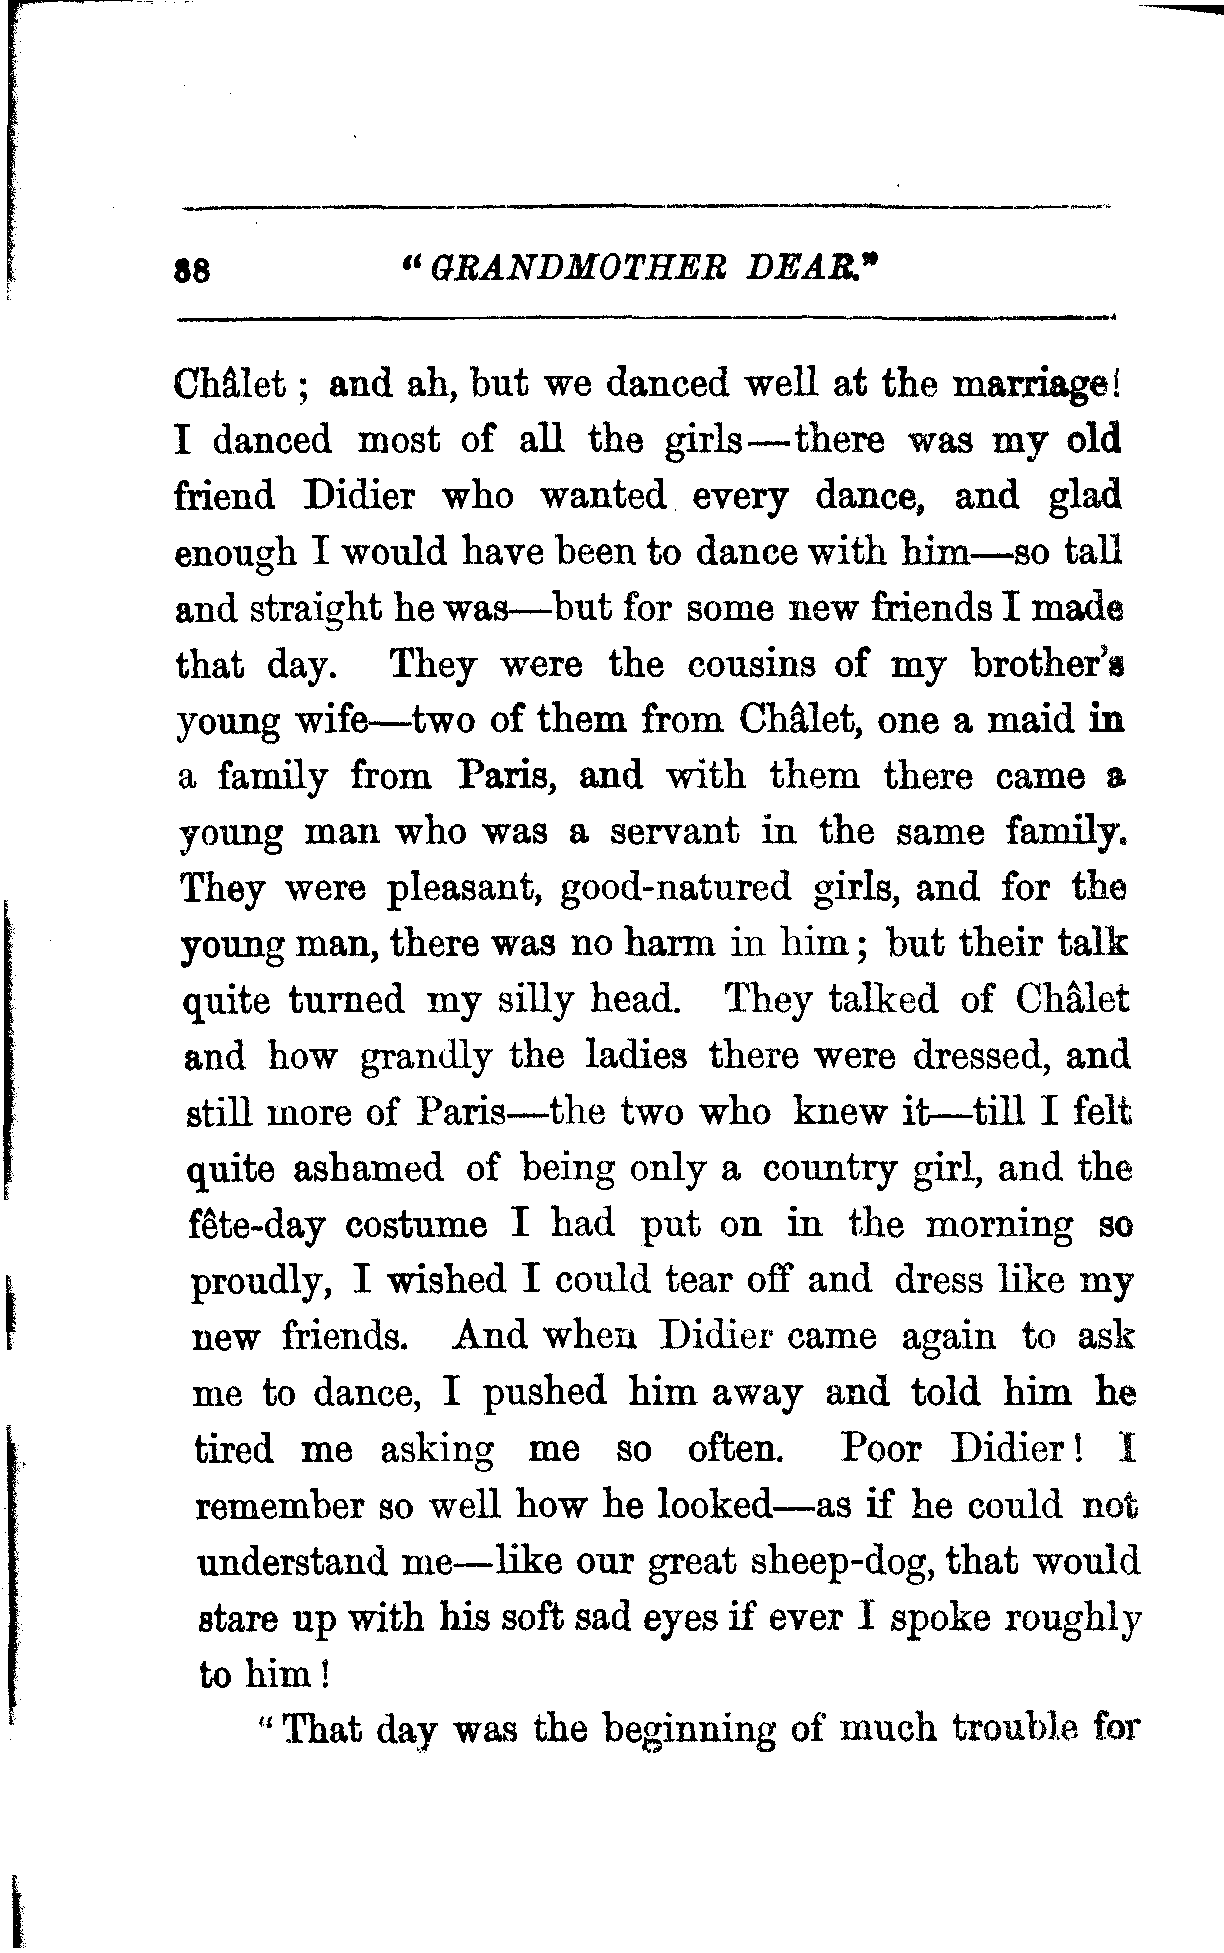 88 "GRANDMOTHER DEAR."
Châlet; and ah, but we danced well at the marriage!
I danced most of all the girls—there was my old
friend Didier who wanted every dance, and glad
enough I would have been to dance with him—so tall
and straight he was—but for some new friends I made
that day. They were the cousins of my brother's
young wife—two of them from Châlet, one a maid in
a family from Paris, and with them there came a
young man who was a servant in the same family.
They were pleasant, good-natured girls, and for the
young man, there was no harm in him; but their talk
quite turned my silly head. They talked of Châlet
and how grandly the ladies there were dressed, and
still more of Paris—the two who knew it—till I felt
quite ashamed of being only a country girl, and the
fête-day costume I had put on in the morning so
proudly, I wished I could tear off and dress like my
new friends. And when Didier came again to ask
me to dance, I pushed him away and told him he
tired me asking me so often. Poor Didier! I
remember so well how he looked—as if he could not
understand me—like our great sheep-dog, that would
stare up with his soft sad eyes if ever I spoke roughly
to him!
"That day was the beginning of much trouble for